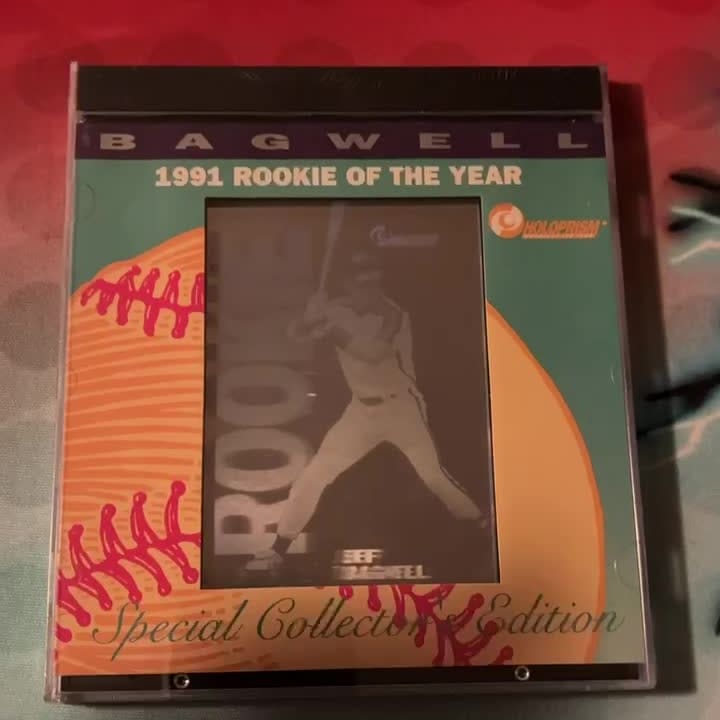 BAGWELL
1991 ROOKIE OF THE YEAR
HOLOPRISM
ROOKIE
JEFF
BAGWELL
Special Collector's Edition